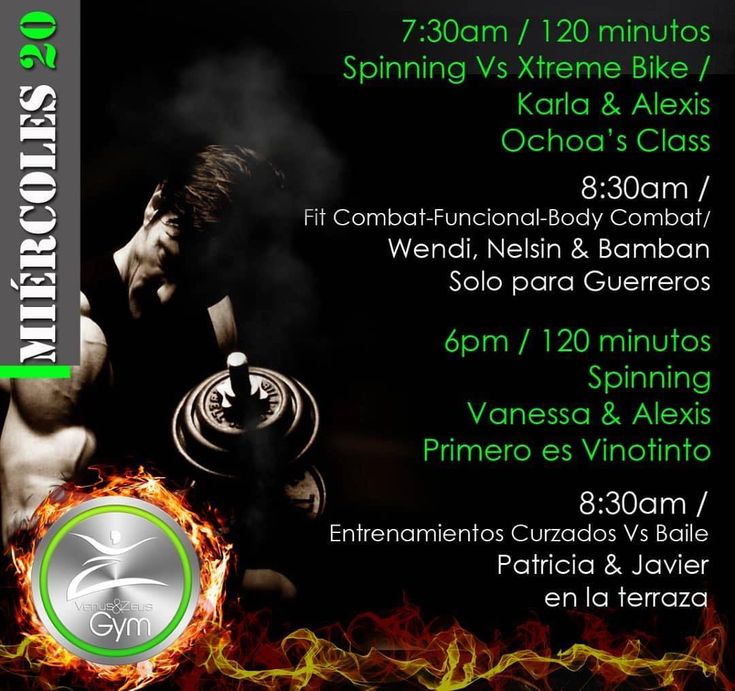 MIÉRCOLES 20
7:30am / 120 minutos
Spinning Vs Xtreme Bike /
Karla & Alexis
Ochoa's Class
8:30am /
Fit Combat-Funcional-Body Combat/
Wendi, Nelsin & Bamban
Solo para Guerreros
6pm / 120 minutos
Spinning
Vanessa & Alexis
Primero es Vinotinto
8:30am /
Entrenamientos Curzados Vs Baile
Patricia & Javier
en la terraza
Venus&Zeus
Gym